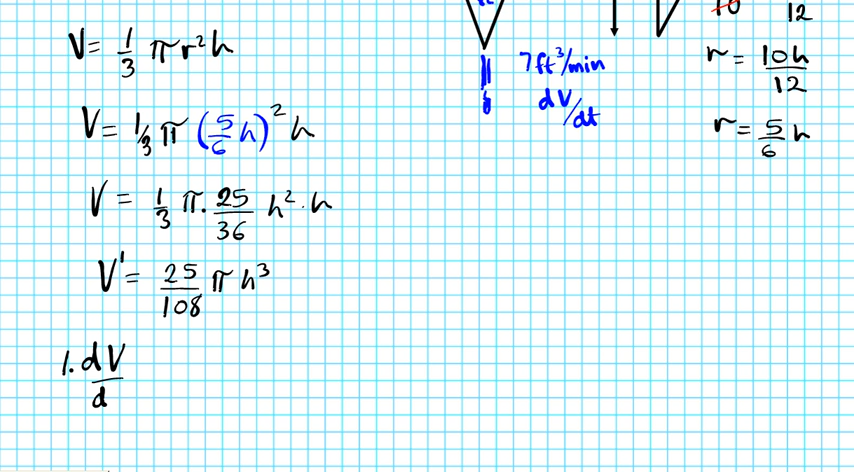 V = 1/3 πr²h
V = 1/3 π (5/6 h)² h
V = 1/3 π · 25/36 h² · h
V' = 25/108 π h³
1. dV/d
7ft³/min
dV/dt
10 12
r = 10h/12
r = 5/6 h